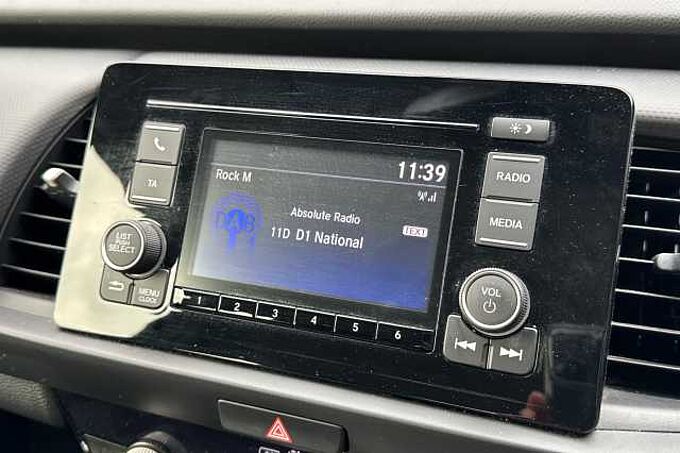 Rock M 11:39
DAB
Absolute Radio
11D D1 National
TEXT
TA
LIST
PUSH
SELECT
MENU
CLOCK
RADIO
MEDIA
VOL
1 2 3 4 5 6